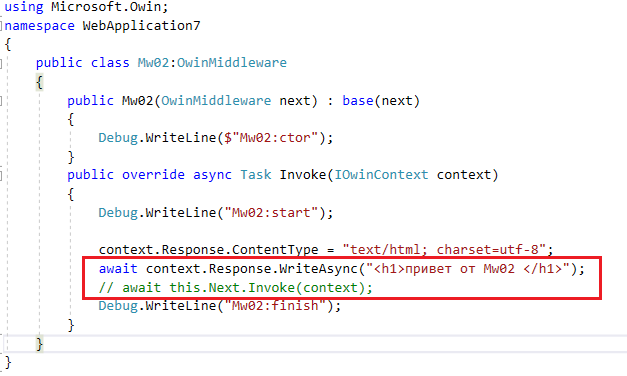 using Microsoft.Owin;
namespace WebApplication7
{
public class Mw02:OwinMiddleware
{
public Mw02(OwinMiddleware next) : base(next)
{
Debug.WriteLine($"Mw02:ctor");
}
public override async Task Invoke(IOwinContext context)
{
Debug.WriteLine("Mw02:start");
context.Response.ContentType = "text/html; charset=utf-8";
await context.Response.WriteAsync("<h1>привет от Mw02 </h1>");
// await this.Next.Invoke(context);
Debug.WriteLine("Mw02:finish");
}
}
}